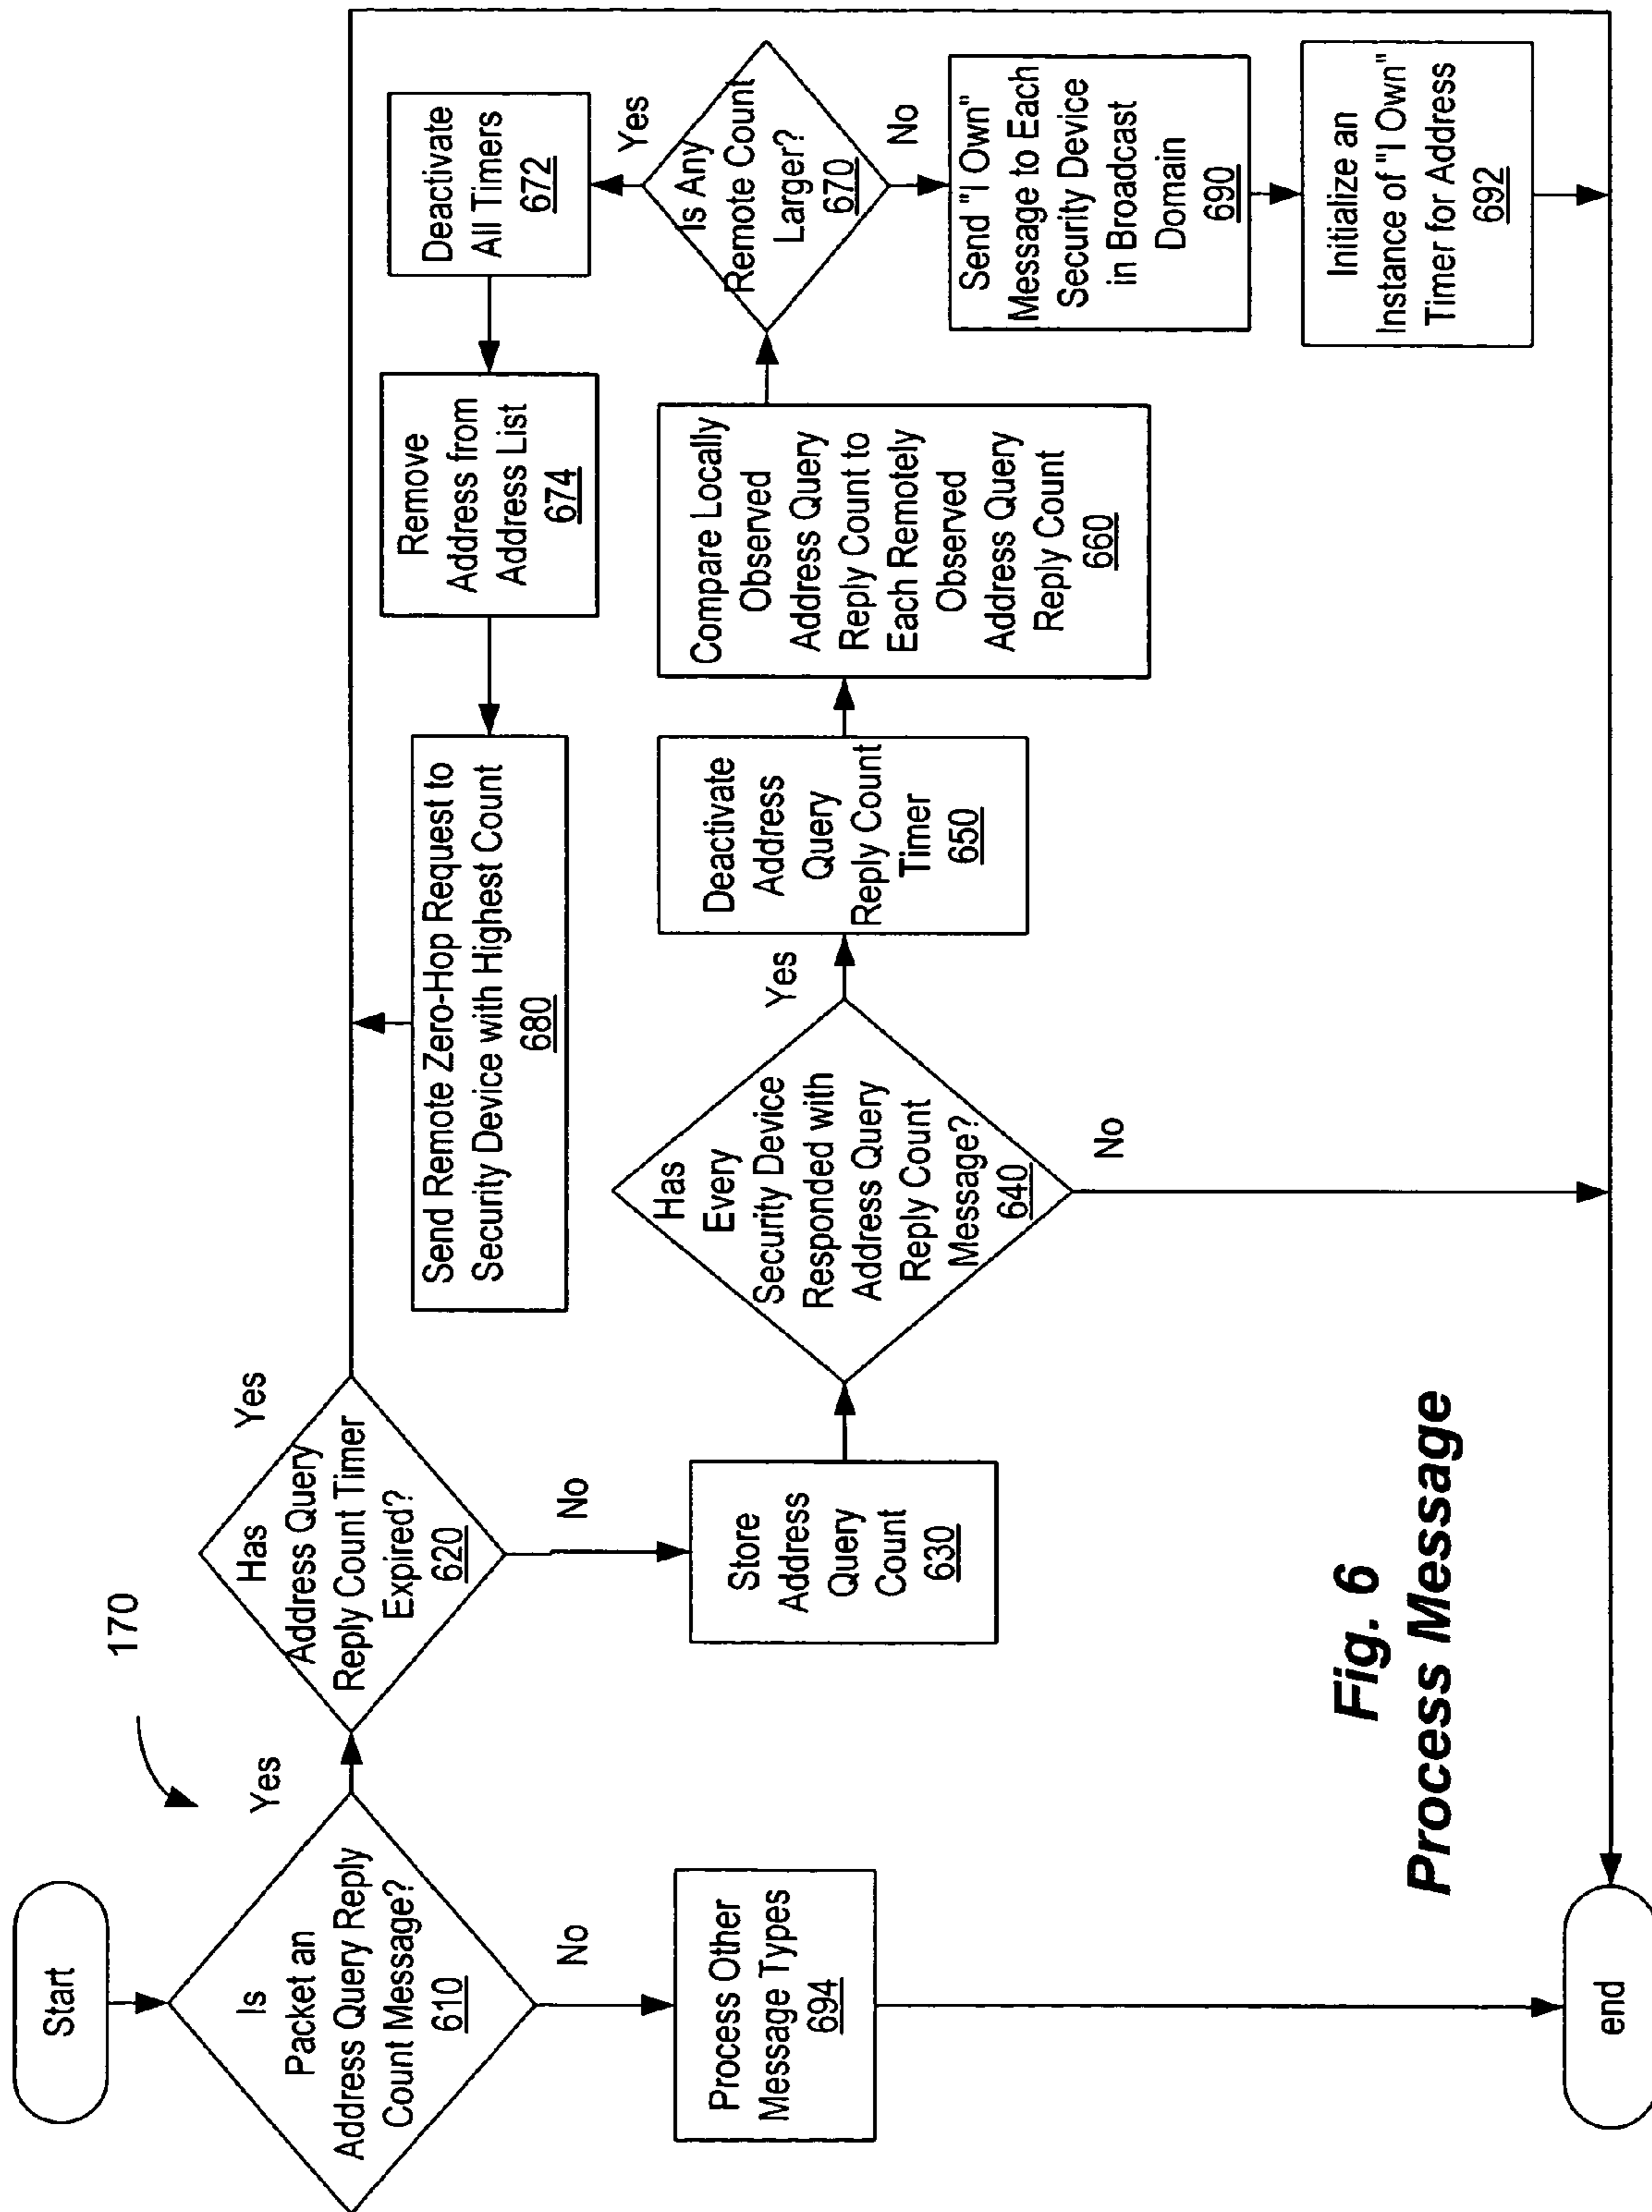 Start
170
Is
Packet an
Address Query Reply
Count Message?
610
Yes
No
Process Other
Message Types
694
Has
Address Query
Reply Count Timer
Expired?
620
Yes
No
Store
Address
Query
Count
630
Has
Every
Security Device
Responded with
Address Query
Reply Count
Message?
640
Yes
No
Deactivate
Address
Query
Reply Count
Timer
650
Compare Locally
Observed
Address Query
Reply Count to
Each Remotely
Observed
Address Query
Reply Count
660
Is Any
Remote Count
Larger?
670
Yes
No
Deactivate
All Timers
672
Remove
Address from
Address List
674
Send Remote Zero-Hop Request to
Security Device with Highest Count
680
Send "I Own"
Message to Each
Security Device
in Broadcast
Domain
690
Initialize an
Instance of "I Own"
Timer for Address
692
end
Fig. 6
Process Message